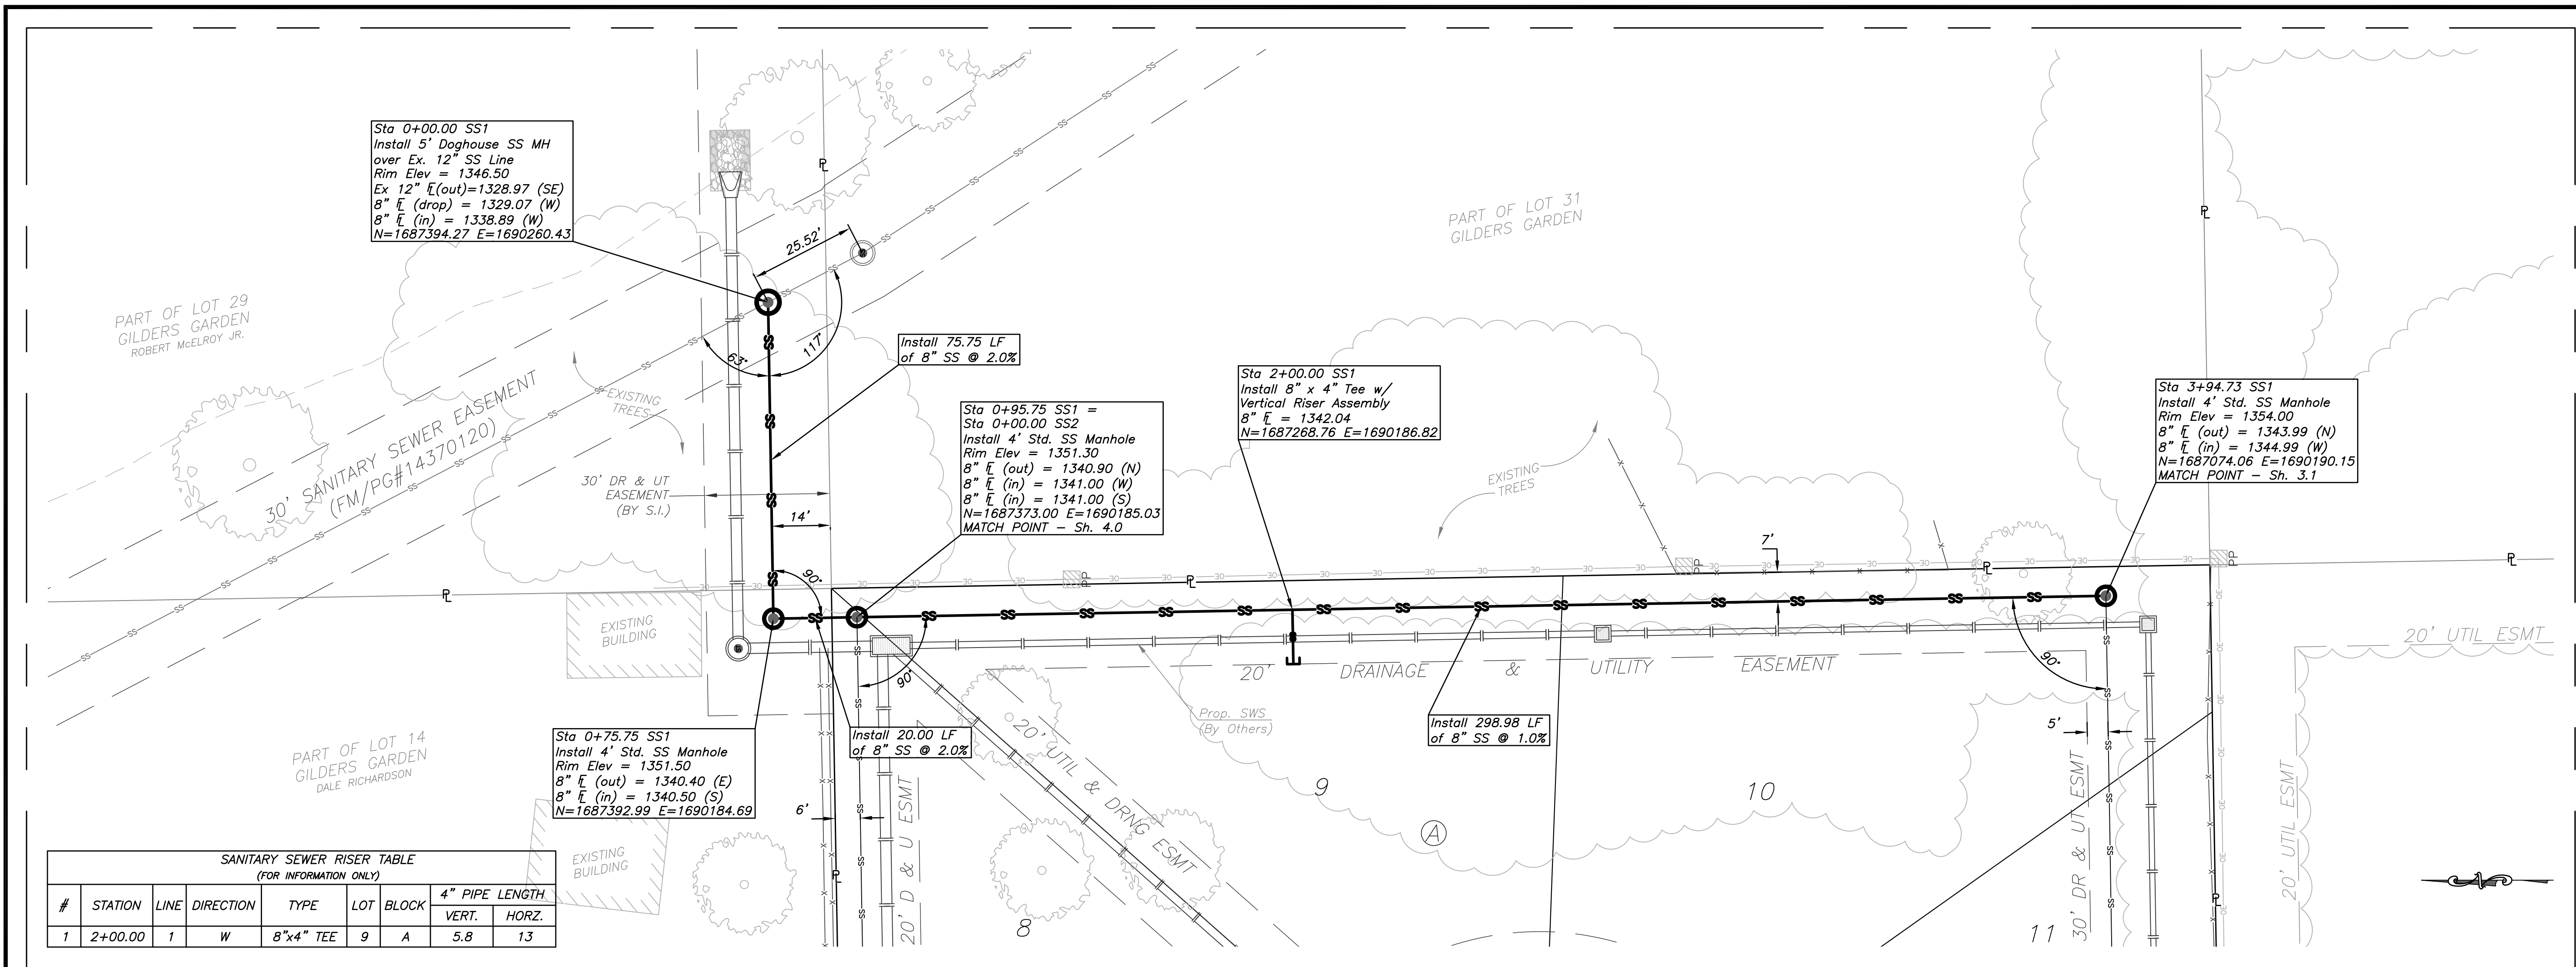 Sta 0+00.00 SS1
Install 5' Doghouse SS MH
over Ex. 12" SS Line
Rim Elev = 1346.50
Ex 12" FL(out)=1328.97 (SE)
8" FL (drop) = 1329.07 (W)
8" FL (in) = 1338.89 (W)
N=1687394.27 E=1690260.43
25.52'
63°
117°
PART OF LOT 31
GILDERS GARDEN
PART OF LOT 29
GILDERS GARDEN
ROBERT McELROY JR.
30' SANITARY SEWER EASEMENT
(FM/PG#14370120)
EXISTING
TREES
Install 75.75 LF
of 8" SS @ 2.0%
30' DR & UT
EASEMENT
(BY S.I.)
14'
90°
Sta 0+95.75 SS1 =
Sta 0+00.00 SS2
Install 4' Std. SS Manhole
Rim Elev = 1351.30
8" FL (out) = 1340.90 (N)
8" FL (in) = 1341.00 (W)
8" FL (in) = 1341.00 (S)
N=1687373.00 E=1690185.03
MATCH POINT - Sh. 4.0
Sta 2+00.00 SS1
Install 8" x 4" Tee w/
Vertical Riser Assembly
8" FL = 1342.04
N=1687268.76 E=1690186.82
EXISTING
TREES
Sta 3+94.73 SS1
Install 4' Std. SS Manhole
Rim Elev = 1354.00
8" FL (out) = 1343.99 (N)
8" FL (in) = 1344.99 (W)
N=1687074.06 E=1690190.15
MATCH POINT - Sh. 3.1
7'
PP
PP
PP
EXISTING
BUILDING
90°
90°
20' DRAINAGE & UTILITY EASEMENT
20' UTIL ESMT
Prop. SWS
(By Others)
Install 298.98 LF
of 8" SS @ 1.0%
5'
Sta 0+75.75 SS1
Install 4' Std. SS Manhole
Rim Elev = 1351.50
8" FL (out) = 1340.40 (E)
8" FL (in) = 1340.50 (S)
N=1687392.99 E=1690184.69
Install 20.00 LF
of 8" SS @ 2.0%
6'
PART OF LOT 14
GILDERS GARDEN
DALE RICHARDSON
EXISTING
BUILDING
20' D & U ESMT
20' UTIL & DRNG ESMT
30' DR & UT ESMT
20' UTIL ESMT
8
9
10
11
A
SANITARY SEWER RISER TABLE
(FOR INFORMATION ONLY)
# STATION LINE DIRECTION TYPE LOT BLOCK 4" PIPE LENGTH
VERT. HORZ.
1 2+00.00 1 W 8"x4" TEE 9 A 5.8 13